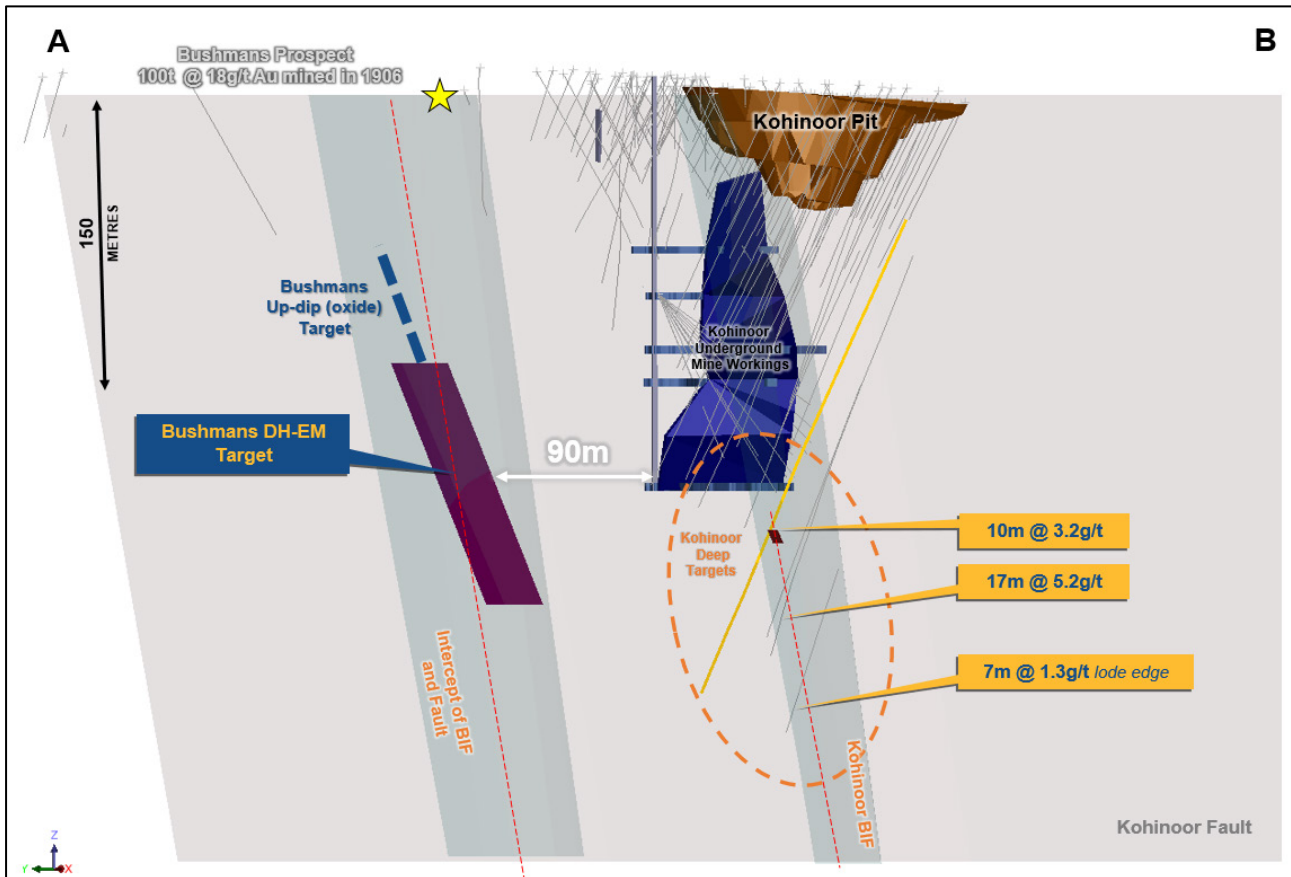 A
B
Bushmans Prospect
100t @ 18g/t Au mined in 1906
Kohinoor Pit
150
METRES
Bushmans
Up-dip (oxide)
Target
Kohinoor
Underground
Mine Workings
Bushmans DH-EM
Target
90m
Kohinoor
Deep
Targets
10m @ 3.2g/t
17m @ 5.2g/t
7m @ 1.3g/t lode edge
Intercept of BIF
and Fault
Kohinoor BIF
Kohinoor Fault
Z
Y
X